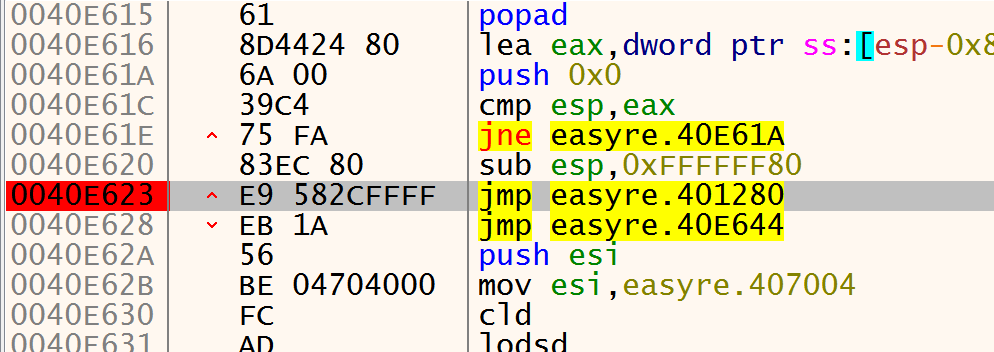 0040E615 61 popad
0040E616 8D4424 80 lea eax,dword ptr ss:[esp-0x8
0040E61A 6A 00 push 0x0
0040E61C 39C4 cmp esp,eax
0040E61E ^ 75 FA jne easyre.40E61A
0040E620 83EC 80 sub esp,0xFFFFFF80
0040E623 ^ E9 582CFFFF jmp easyre.401280
0040E628 ⌄ EB 1A jmp easyre.40E644
0040E62A 56 push esi
0040E62B BE 04704000 mov esi,easyre.407004
0040E630 FC cld
0040E631 AD lodsd